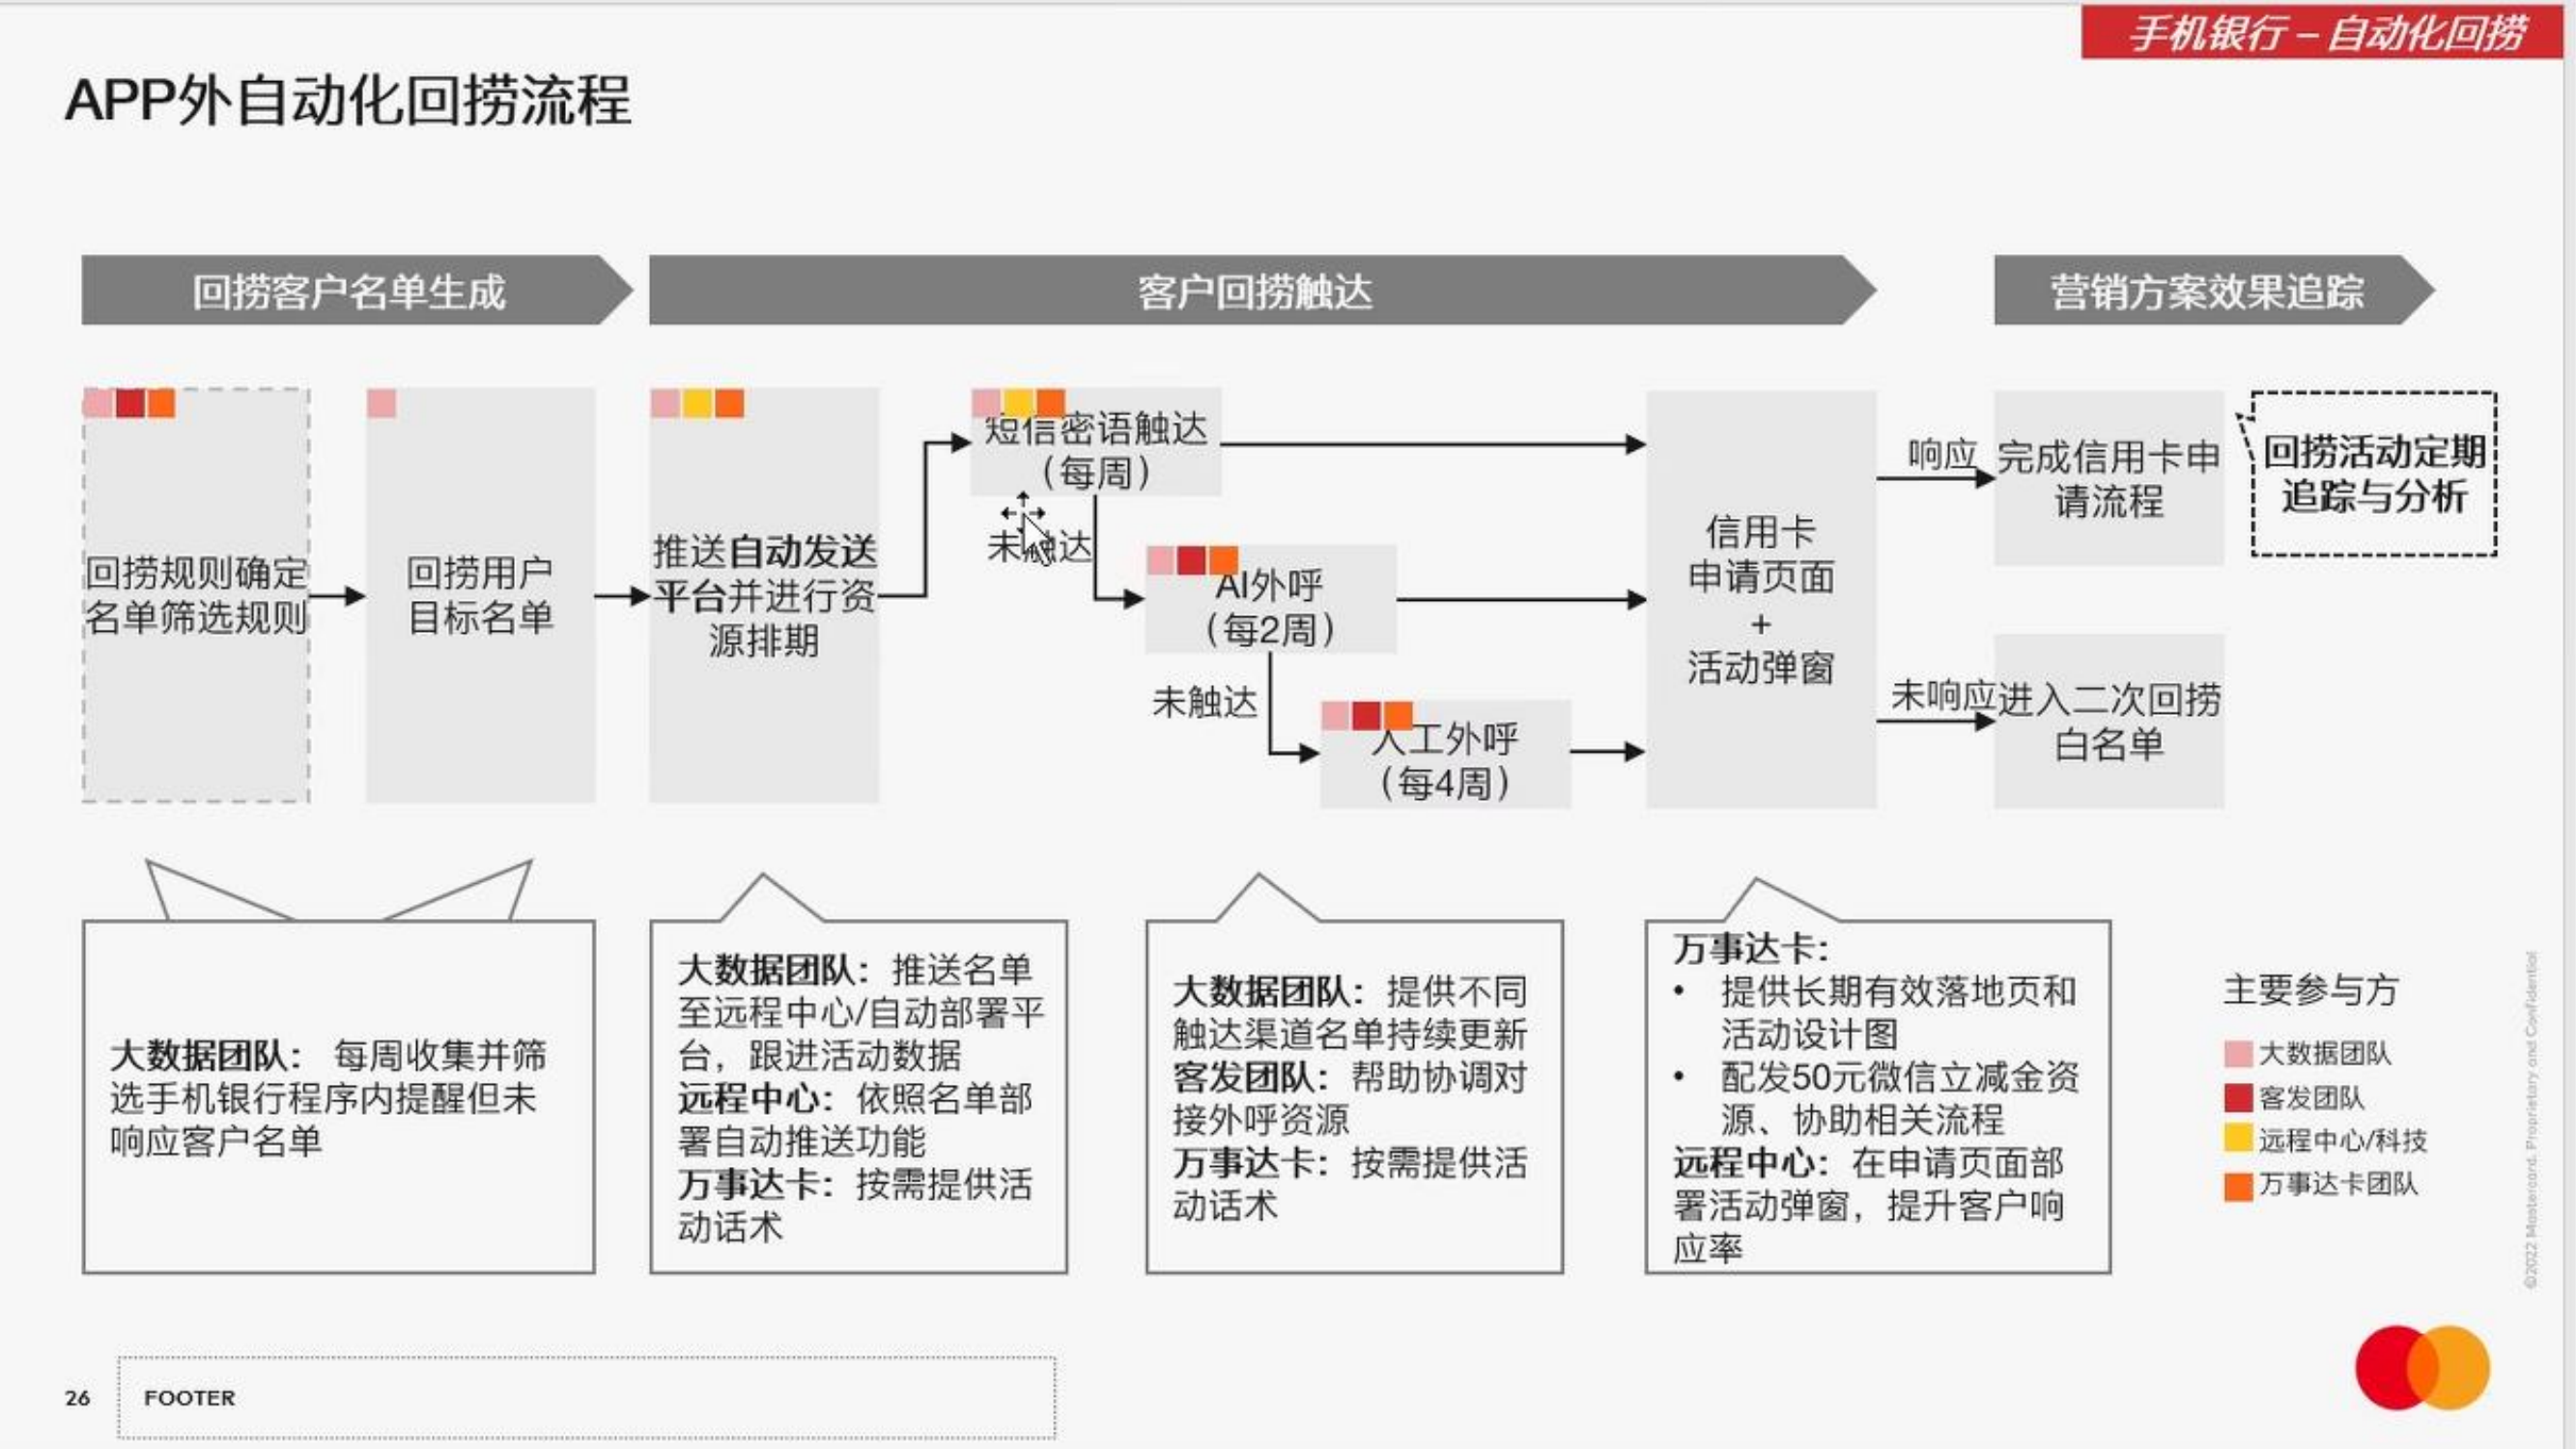 手机银行 – 自动化回捞
APP外自动化回捞流程
回捞客户名单生成
客户回捞触达
营销方案效果追踪
回捞规则确定
名单筛选规则
回捞用户
目标名单
推送自动发送
平台并进行资
源排期
短信密语触达
（每周）
未触达
AI外呼
（每2周）
未触达
人工外呼
（每4周）
信用卡
申请页面
+
活动弹窗
响应
完成信用卡申
请流程
未响应
进入二次回捞
白名单
回捞活动定期
追踪与分析
大数据团队： 每周收集并筛
选手机银行程序内提醒但未
响应客户名单
大数据团队：推送名单
至远程中心/自动部署平
台，跟进活动数据
远程中心：依照名单部
署自动推送功能
万事达卡：按需提供活
动话术
大数据团队：提供不同
触达渠道名单持续更新
客发团队：帮助协调对
接外呼资源
万事达卡：按需提供活
动话术
万事达卡：
• 提供长期有效落地页和
活动设计图
• 配发50元微信立减金资
源、协助相关流程
远程中心：在申请页面部
署活动弹窗，提升客户响
应率
主要参与方
大数据团队
客发团队
远程中心/科技
万事达卡团队
©2022 Mastercard. Proprietary and Confidential
26
FOOTER